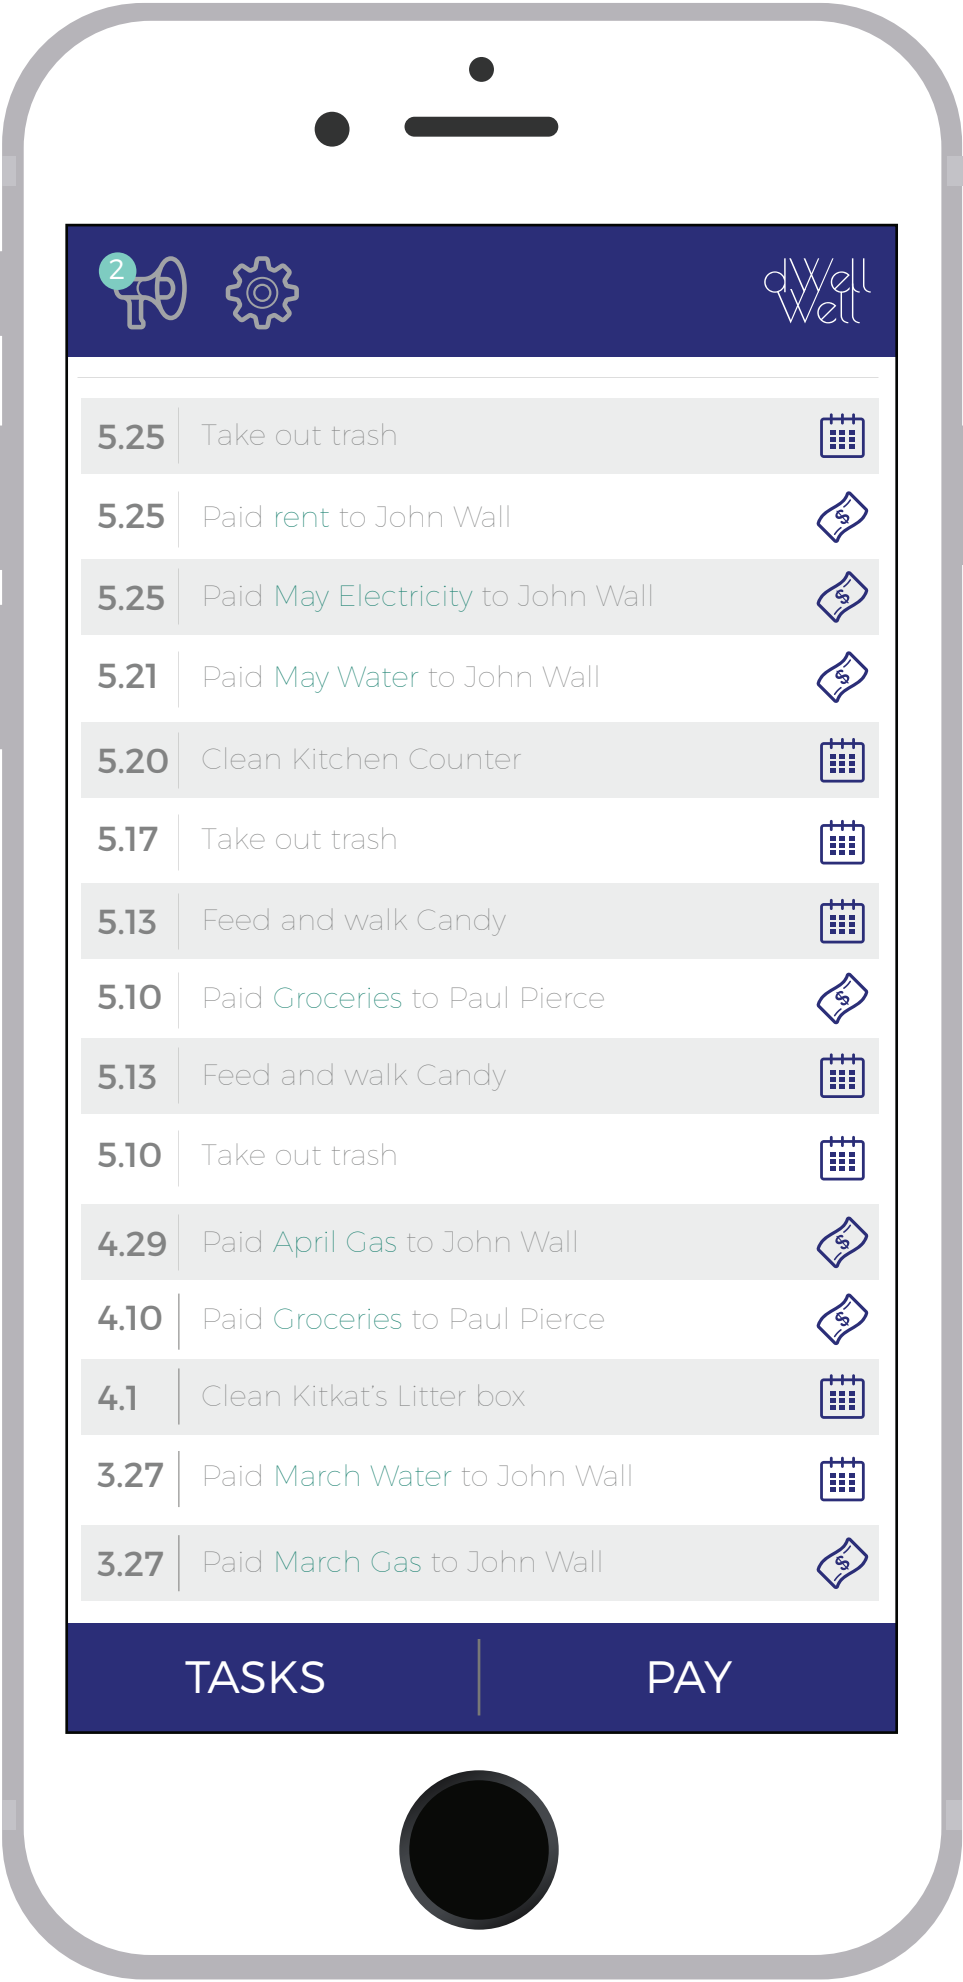 2
dWell
Well
5.25 Take out trash
5.25 Paid rent to John Wall
5.25 Paid May Electricity to John Wall
5.21 Paid May Water to John Wall
5.20 Clean Kitchen Counter
5.17 Take out trash
5.13 Feed and walk Candy
5.10 Paid Groceries to Paul Pierce
5.13 Feed and walk Candy
5.10 Take out trash
4.29 Paid April Gas to John Wall
4.10 Paid Groceries to Paul Pierce
4.1 Clean Kitkat's Litter box
3.27 Paid March Water to John Wall
3.27 Paid March Gas to John Wall
TASKS PAY